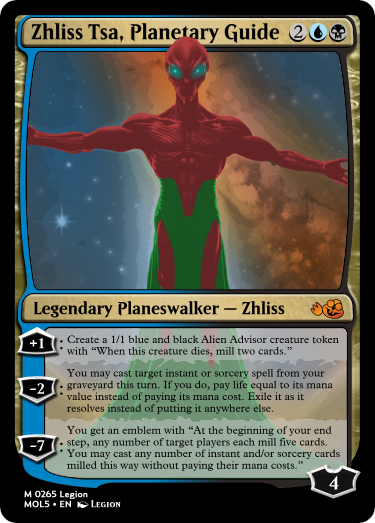 Zhliss Tsa, Planetary Guide 2
Legendary Planeswalker — Zhliss
+1 : Create a 1/1 blue and black Alien Advisor creature token
with “When this creature dies, mill two cards.”
You may cast target instant or sorcery spell from your
-2 : graveyard this turn. If you do, pay life equal to its mana
value instead of paying its mana cost. Exile it as it
resolves instead of putting it anywhere else.
You get an emblem with “At the beginning of your end
-7 : step, any number of target players each mill five cards.
You may cast any number of instant and/or sorcery cards
milled this way without paying their mana costs.”
4
M 0265 Legion
MOL5 • EN Legion